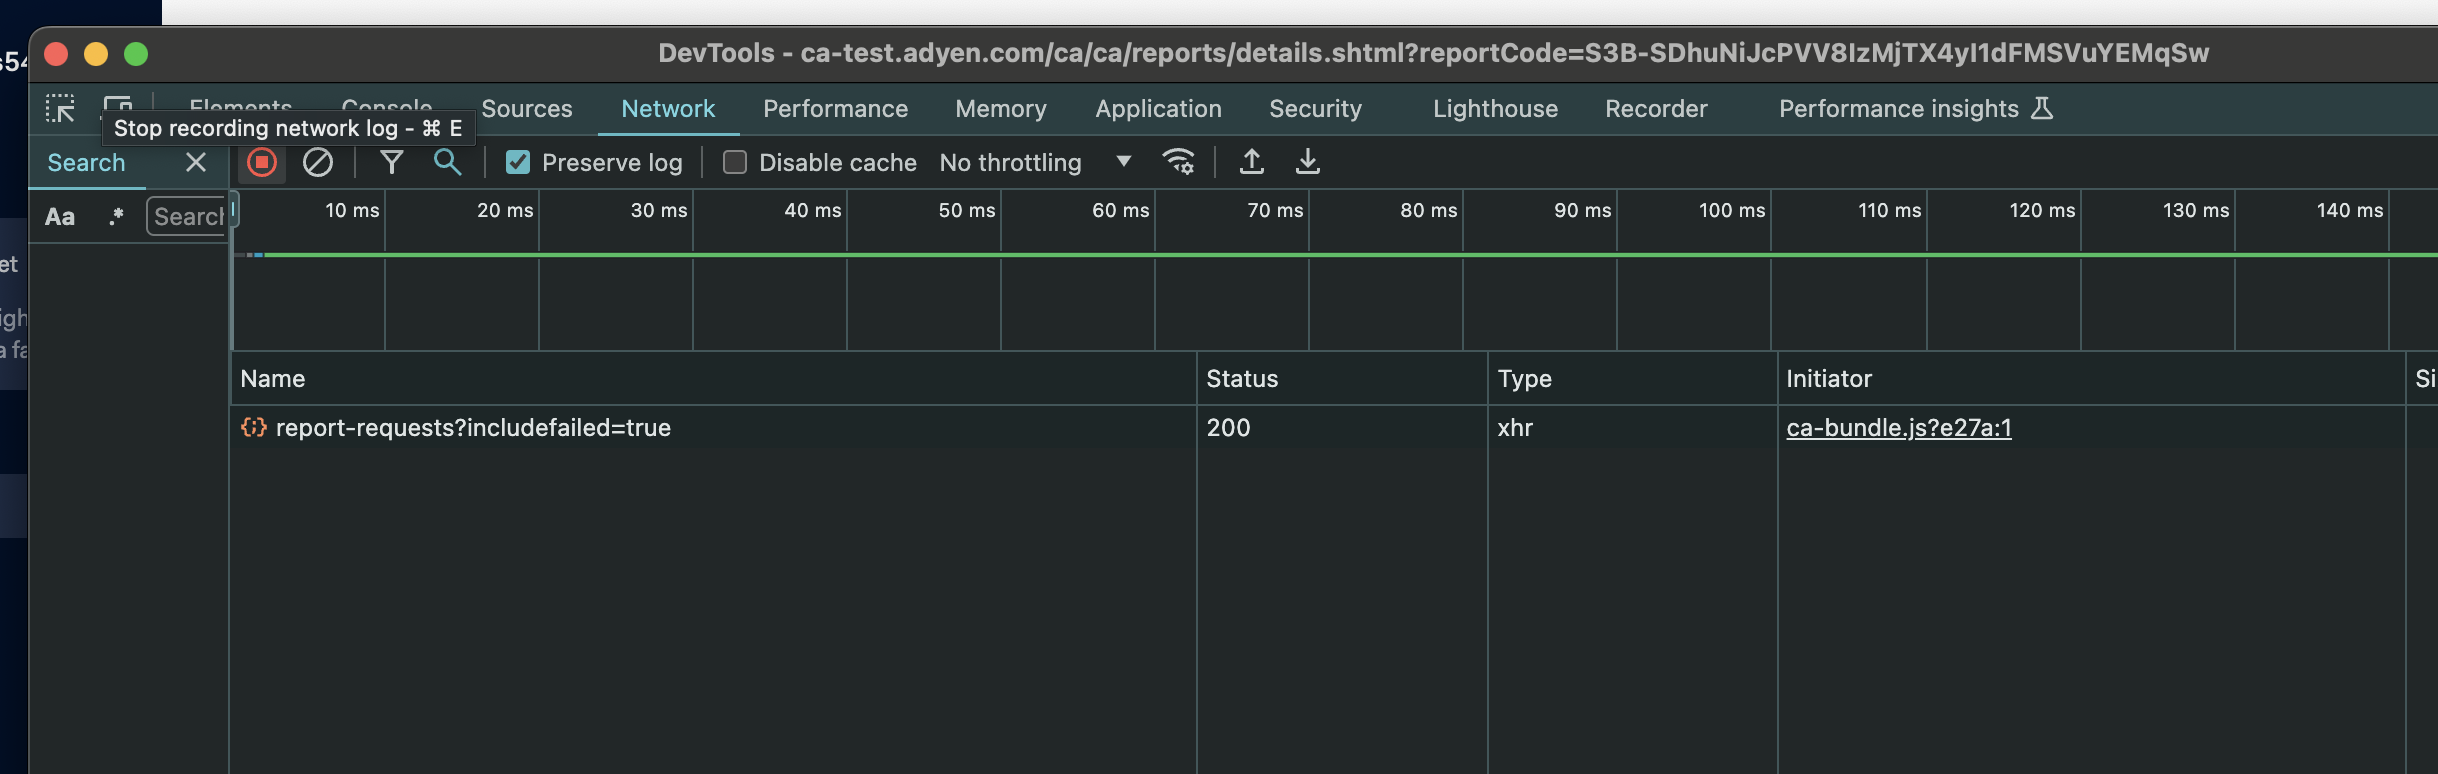 DevTools - ca-test.adyen.com/ca/ca/reports/details.shtml?reportCode=S3B-SDhuNiJcPVV8IzMjTX4yI1dFMSVuYEMqSw
Elements Console Sources Network Performance Memory Application Security Lighthouse Recorder Performance insights
Stop recording network log - ⌘ E
Search Preserve log Disable cache No throttling
Aa .* Search
10 ms 20 ms 30 ms 40 ms 50 ms 60 ms 70 ms 80 ms 90 ms 100 ms 110 ms 120 ms 130 ms 140 ms
Name Status Type Initiator Si
report-requests?includefailed=true 200 xhr ca-bundle.js?e27a:1